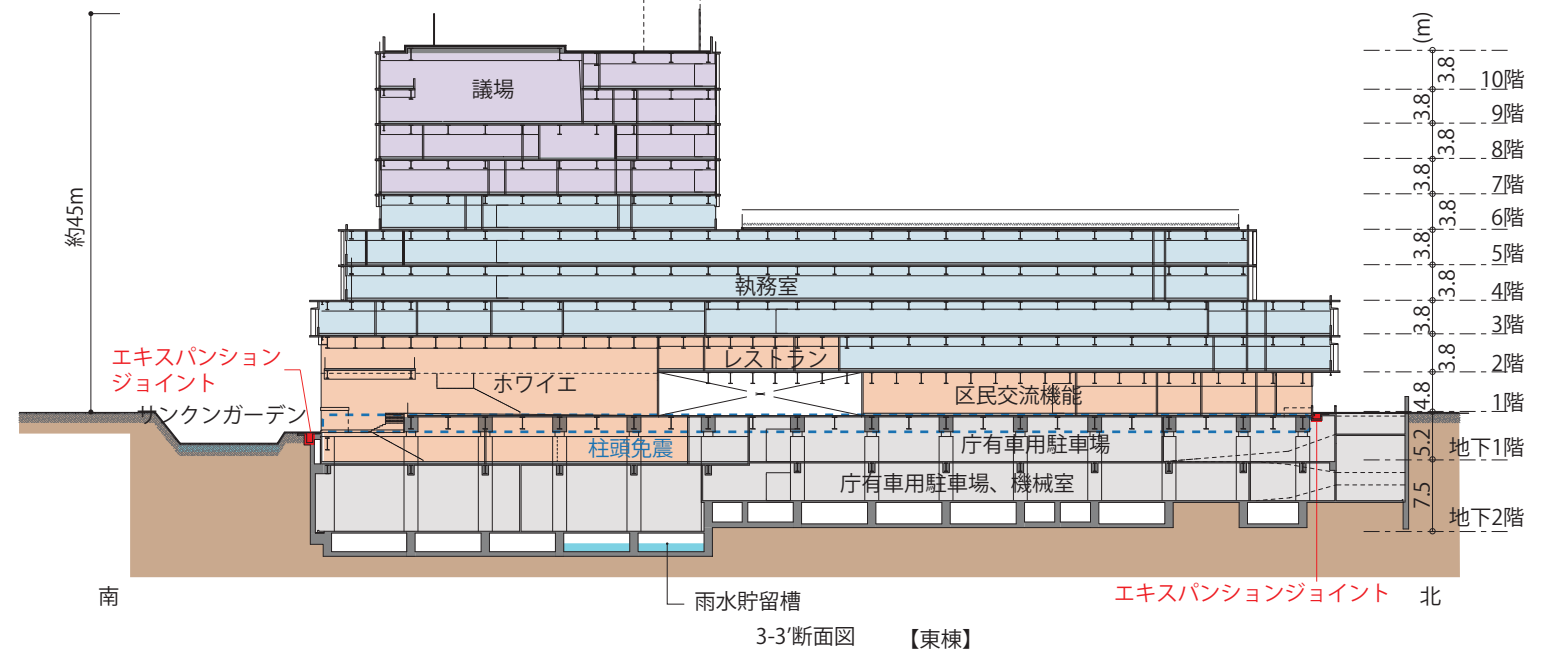 (m)
3.8
10階
議場
3.8
9階
3.8
8階
3.8
7階
3.8
6階
約45m
3.8
5階
執務室
3.8
4階
3.8
3階
エキスパンション
ジョイント
レストラン
3.8
2階
ホワイエ
区民交流機能
4.8
1階
サンクンガーデン
柱頭免震
庁有車用駐車場
5.2
地下1階
庁有車用駐車場、機械室
7.5
地下2階
南
雨水貯留槽
エキスパンションジョイント
北
3-3'断面図 【東棟】